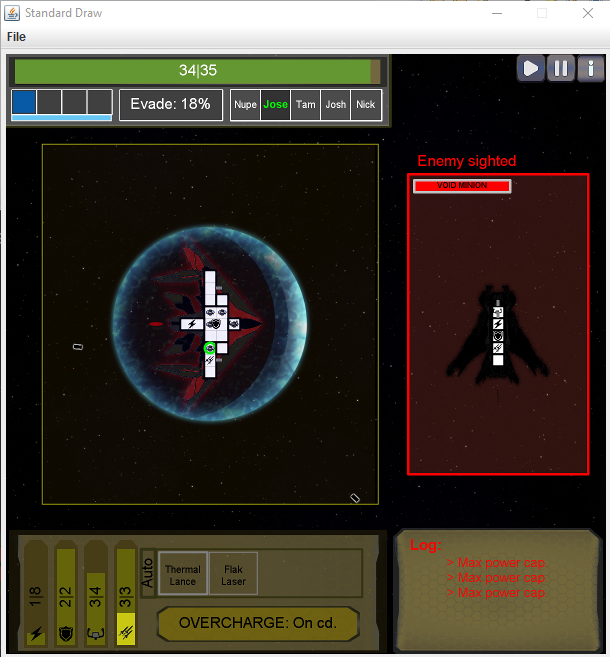 Standard Draw
File
34|35
Evade: 18%
Nupe Jose Tam Josh Nick
Enemy sighted
VOID MINION
1|8
2|2
3|4
3|3
Auto
Thermal
Lance
Flak
Laser
OVERCHARGE: On cd.
Log:
> Max power cap.
> Max power cap.
> Max power cap.